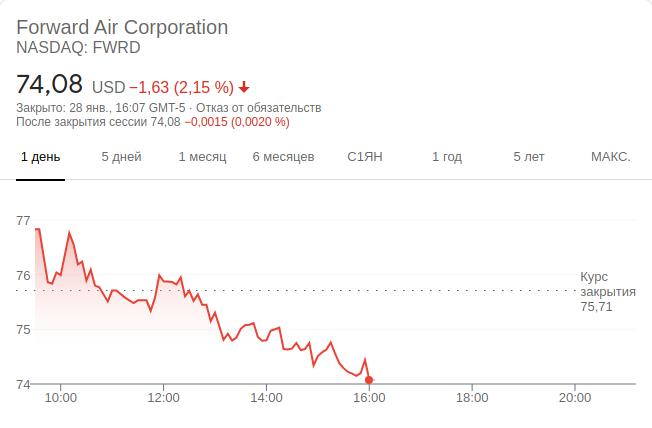 Forward Air Corporation
NASDAQ: FWRD
74,08 USD −1,63 (2,15 %)
Закрыто: 28 янв., 16:07 GMT-5 · Отказ от обязательств
После закрытия сессии 74,08 −0,0015 (0,0020 %)
1 день 5 дней 1 месяц 6 месяцев С1ЯН 1 год 5 лет МАКС.
77
76
Курс
закрытия
75,71
75
74
10:00 12:00 14:00 16:00 18:00 20:00